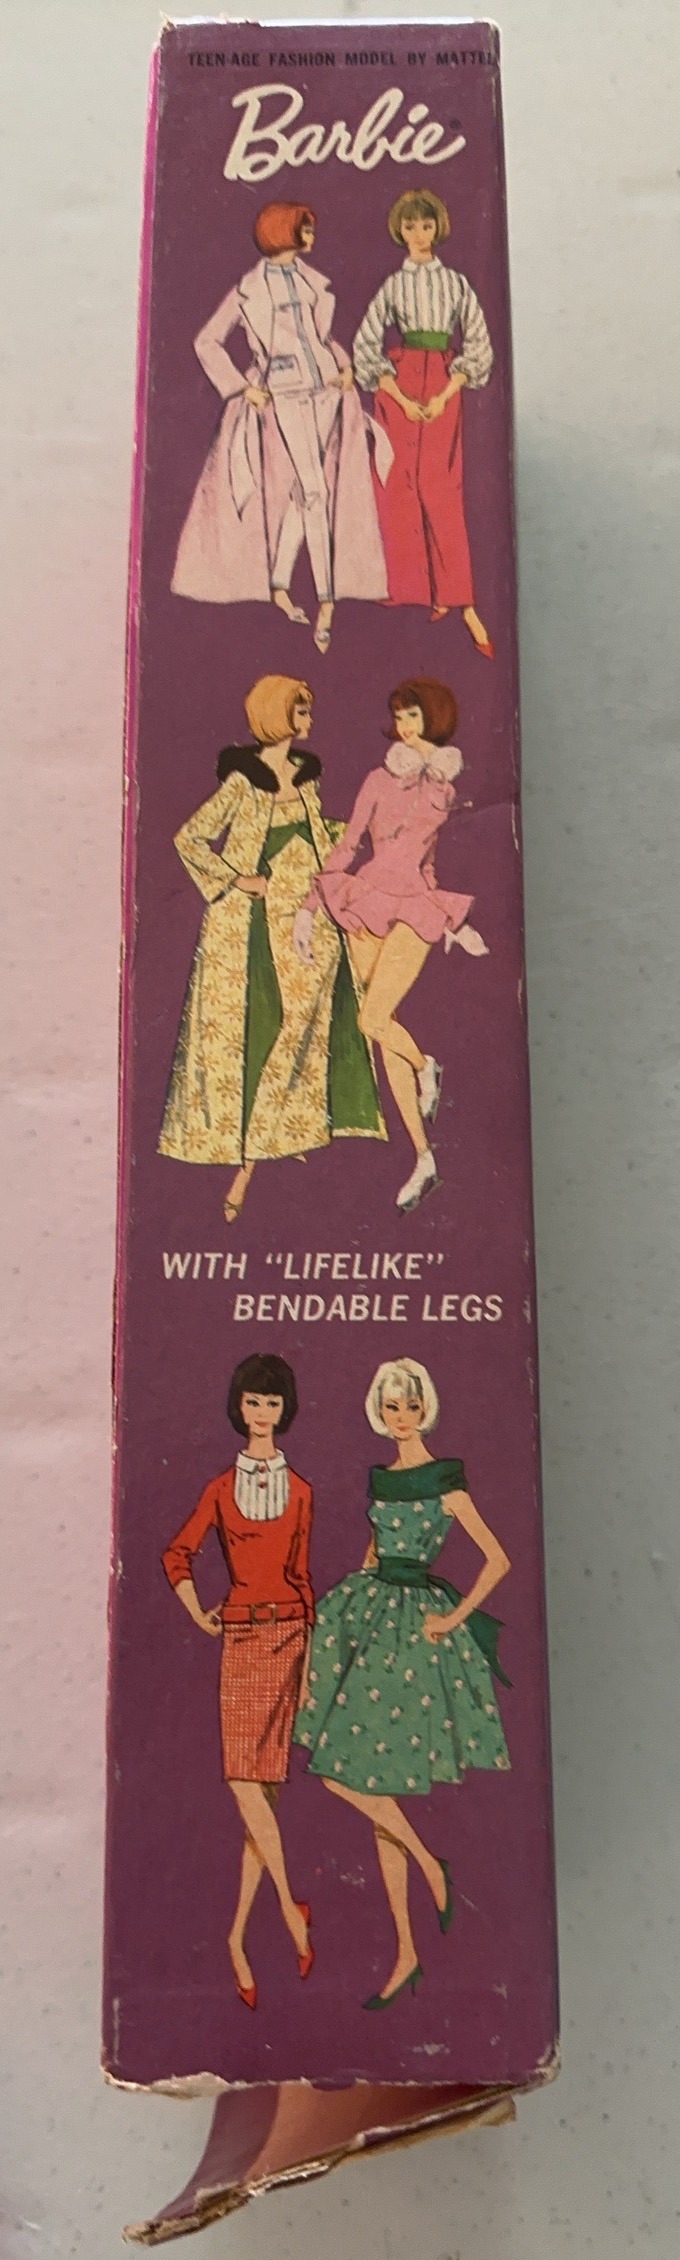 TEEN-AGE FASHION MODEL BY MATTEL
Barbie®
WITH "LIFELIKE"
BENDABLE LEGS